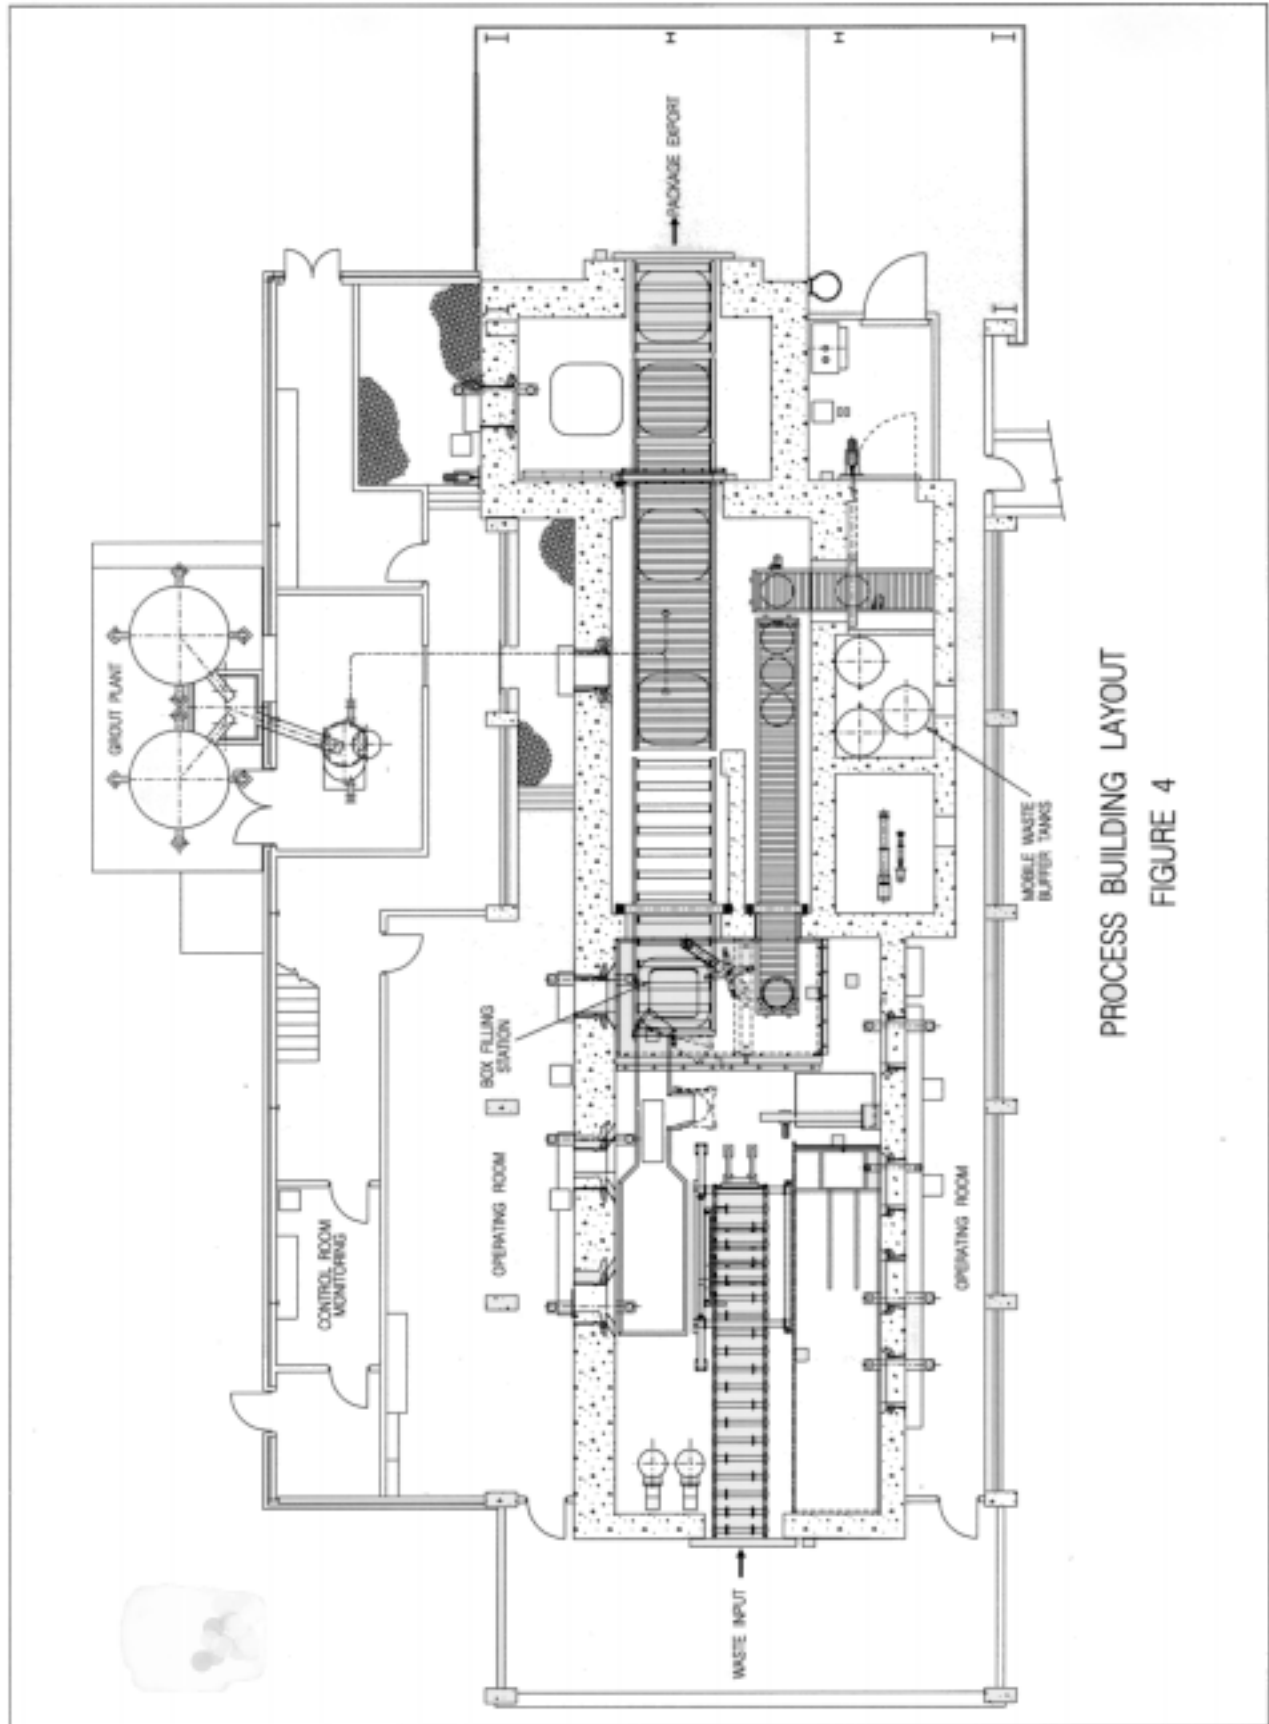 GROUT PLANT
PACKAGE EXPORT
CONTROL ROOM
MONITORING
OPERATING ROOM
BOX FILLING
STATION
WASTE INPUT
OPERATING ROOM
MOBILE WASTE
BUFFER TANKS
PROCESS BUILDING LAYOUT
FIGURE 4